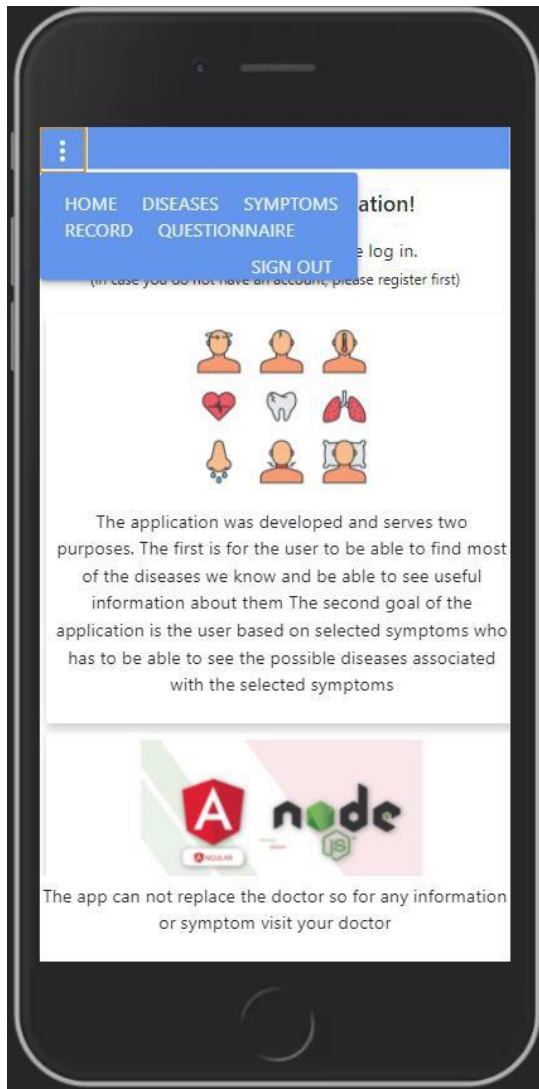 HOME DISEASES SYMPTOMS
RECORD QUESTIONNAIRE
SIGN OUT
ation!
log in.
(in case you do not have an account, please register first)
The application was developed and serves two
purposes. The first is for the user to be able to find most
of the diseases we know and be able to see useful
information about them The second goal of the
application is the user based on selected symptoms who
has to be able to see the possible diseases associated
with the selected symptoms
A
ANGULAR
node
JS
The app can not replace the doctor so for any information
or symptom visit your doctor